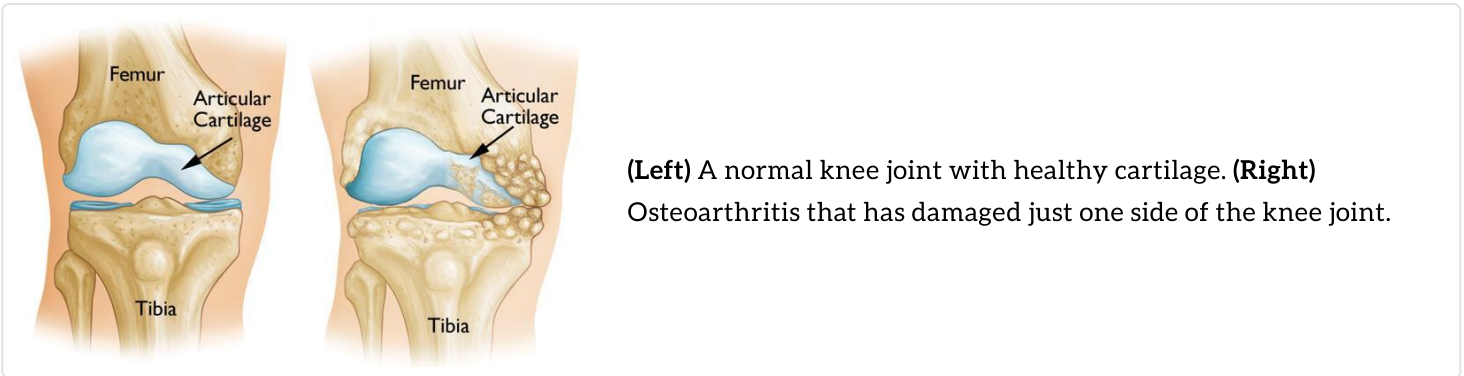 Femur
Articular
Cartilage
Tibia
Femur
Articular
Cartilage
Tibia
(Left) A normal knee joint with healthy cartilage. (Right)
Osteoarthritis that has damaged just one side of the knee joint.